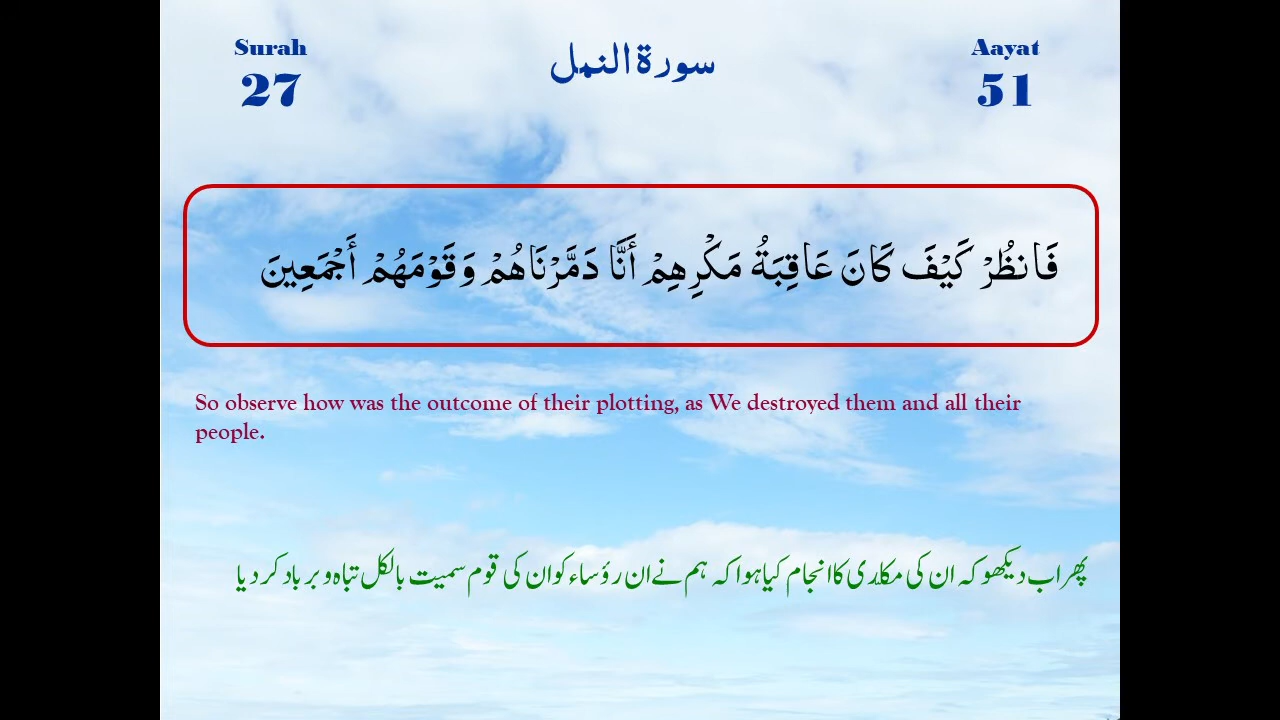 Surah
27
سورة النمل
Aayat
51
فَانظُرْ كَيْفَ كَانَ عَاقِبَةُ مَكْرِهِمْ أَنَّا دَمَّرْنَاهُمْ وَقَوْمَهُمْ أَجْمَعِينَ
So observe how was the outcome of their plotting, as We destroyed them and all their
people.
پھر اب دیکھو کہ ان کی مکاری کا انجام کیا ہوا کہ ہم نے ان رؤساء کو ان کی قوم سمیت بالکل تباہ و برباد کر دیا